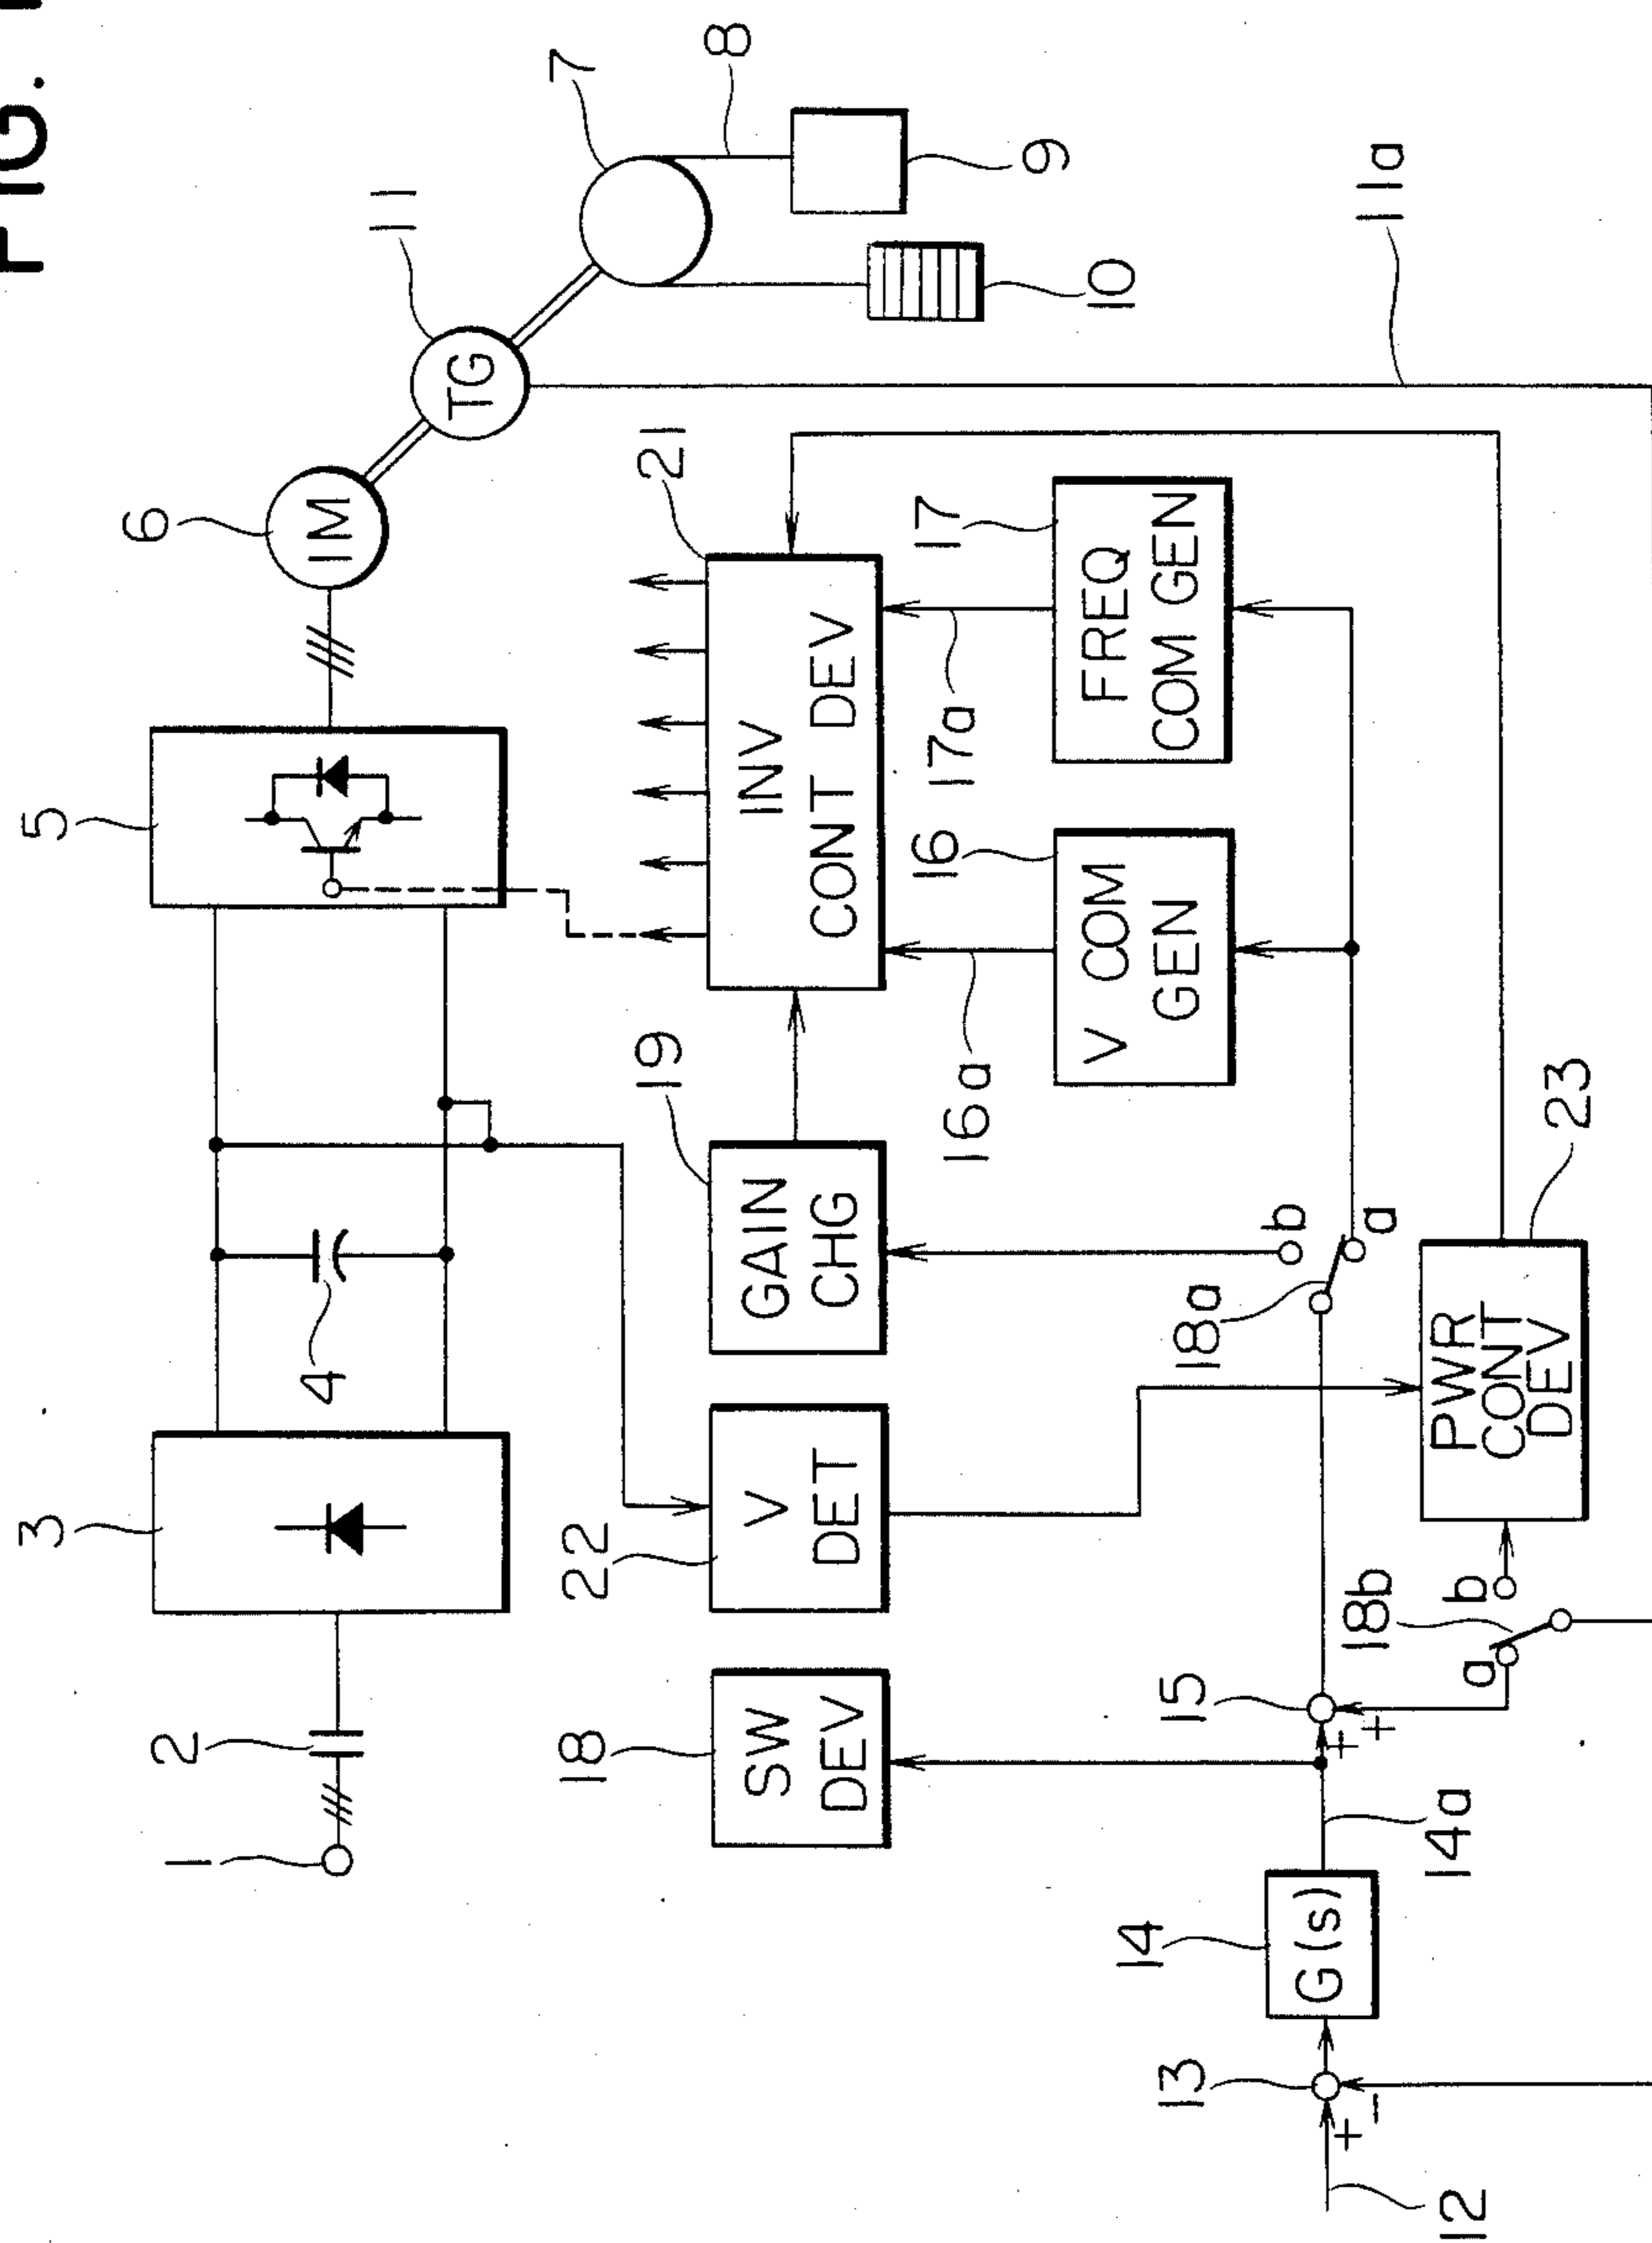 FIG. 1
1
2
3
4
5
6
IM
11
TG
7
8
9
10
11a
18
SW
DEV
22
V
DET
19
GAIN
CHG
21
INV
CONT DEV
16a
17a
16
V COM
GEN
17
FREQ
COM GEN
12
+
-
13
14
G(s)
14a
15
+
+
18a
b
a
18b
a
b
PWR
CONT
DEV
23